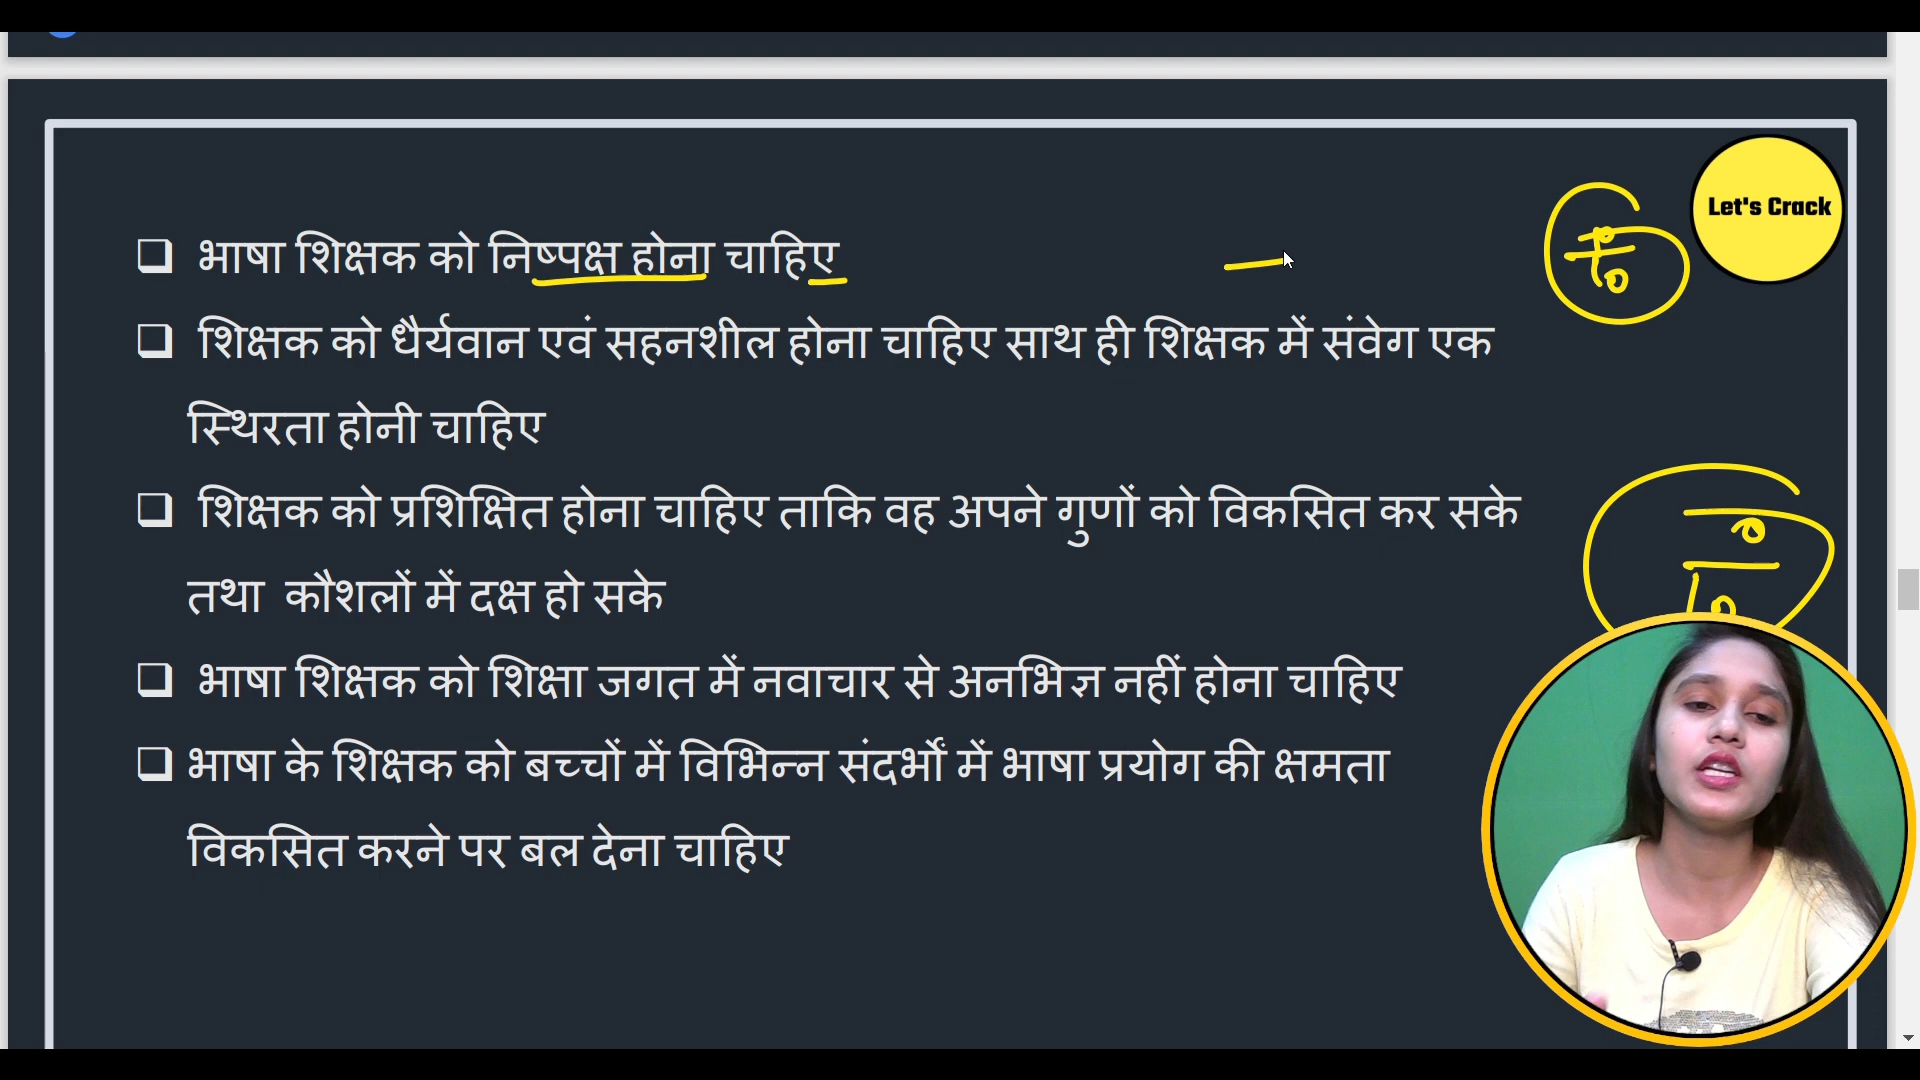 Let's Crack
भाषा शिक्षक को निष्पक्ष होना चाहिए
शिक्षक को धैर्यवान एवं सहनशील होना चाहिए साथ ही शिक्षक में संवेग एक
स्थिरता होनी चाहिए
शिक्षक को प्रशिक्षित होना चाहिए ताकि वह अपने गुणों को विकसित कर सके
तथा कौशलों में दक्ष हो सके
भाषा शिक्षक को शिक्षा जगत में नवाचार से अनभिज्ञ नहीं होना चाहिए
भाषा के शिक्षक को बच्चों में विभिन्न संदर्भों में भाषा प्रयोग की क्षमता
विकसित करने पर बल देना चाहिए